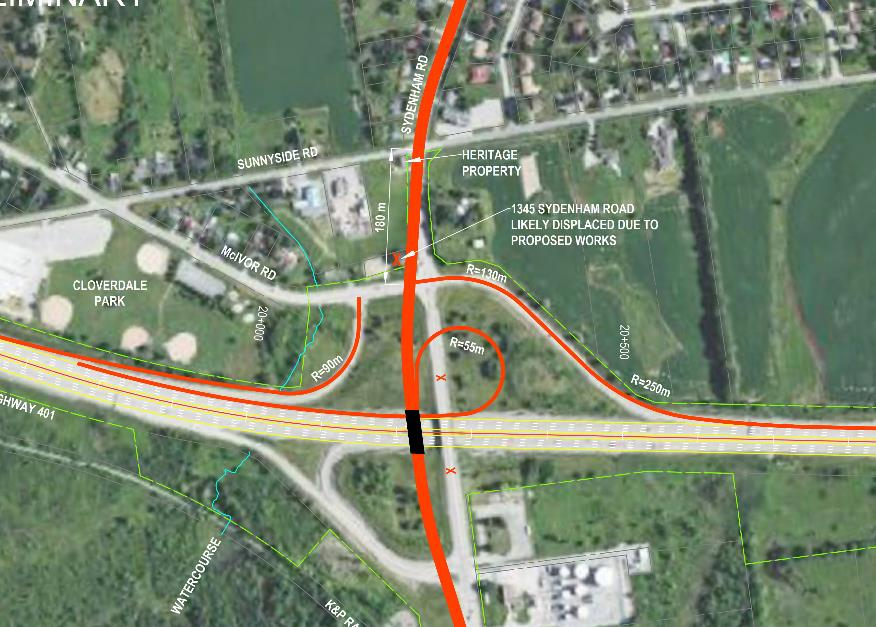 SYDENHAM RD
SUNNYSIDE RD
HERITAGE
PROPERTY
180 m
1345 SYDENHAM ROAD
LIKELY DISPLACED DUE TO
PROPOSED WORKS
McIVOR RD
CLOVERDALE
PARK
R=130m
20+000
20+500
R=55m
R=90m
R=250m
GHWAY 401
WATERCOURSE
K&P RA